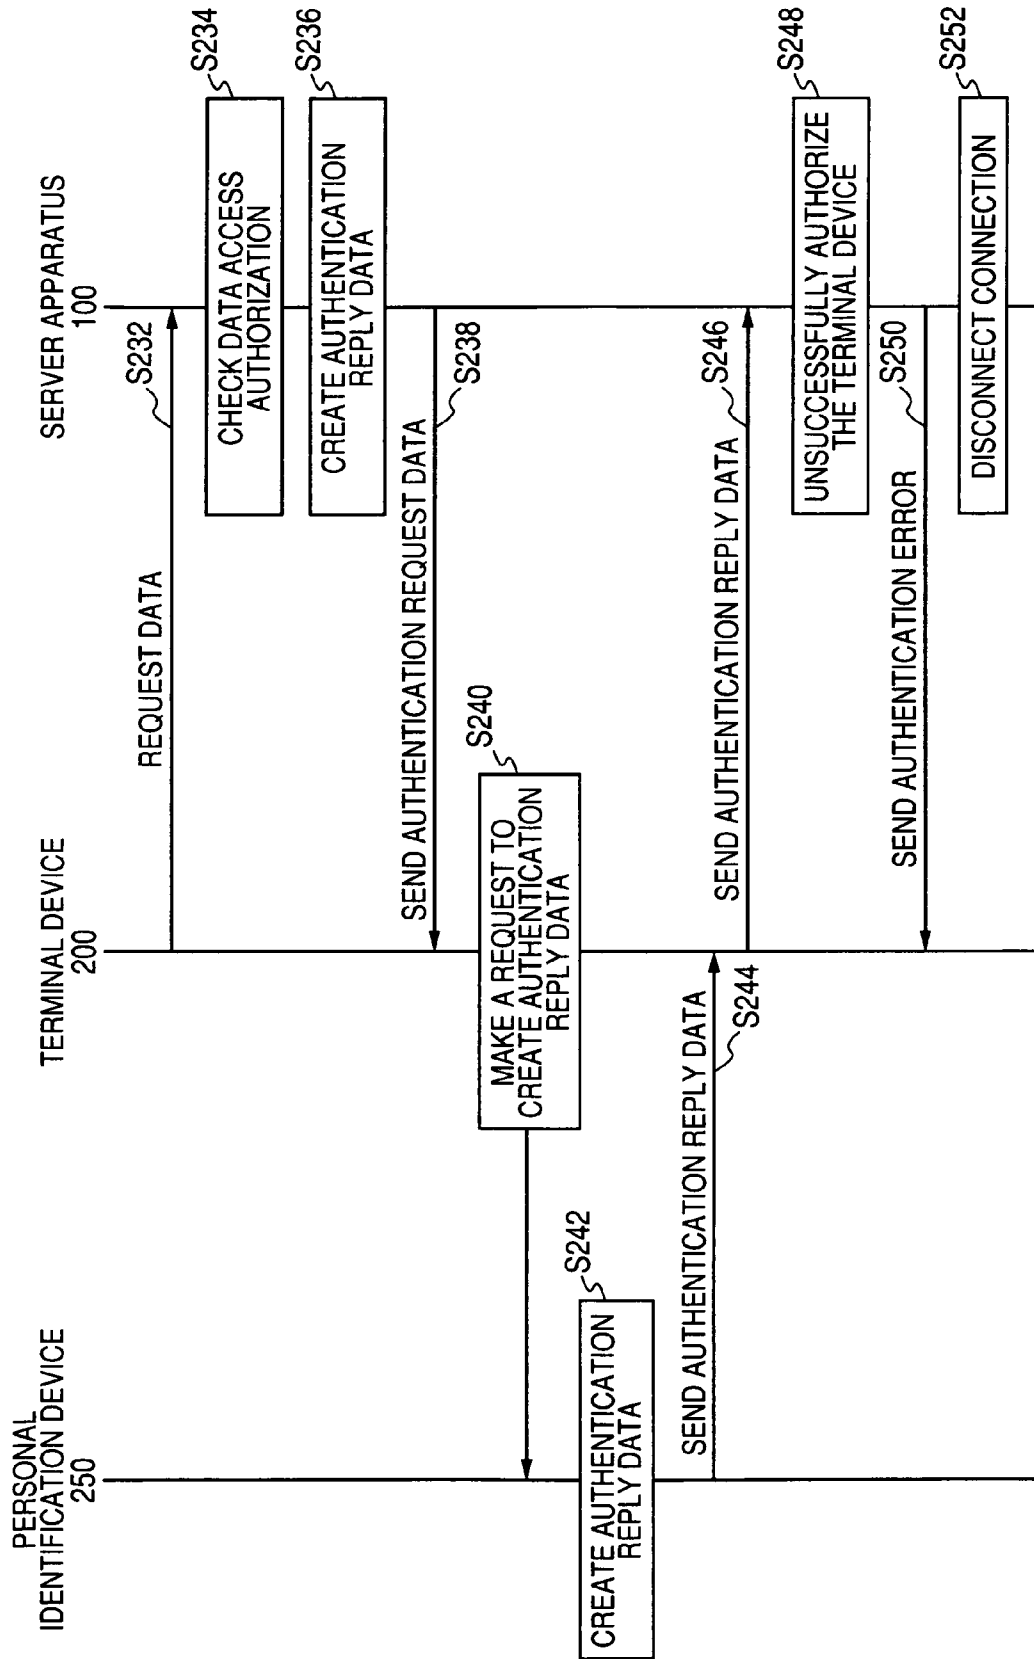 PERSONAL
IDENTIFICATION DEVICE
250
TERMINAL DEVICE
200
SERVER APPARATUS
100
REQUEST DATA
S232
CHECK DATA ACCESS
AUTHORIZATION
S234
CREATE AUTHENTICATION
REPLY DATA
S236
SEND AUTHENTICATION REQUEST DATA
S238
MAKE A REQUEST TO
CREATE AUTHENTICATION
REPLY DATA
S240
CREATE AUTHENTICATION
REPLY DATA
S242
SEND AUTHENTICATION REPLY DATA
S244
SEND AUTHENTICATION REPLY DATA
S246
UNSUCCESSFULLY AUTHORIZE
THE TERMINAL DEVICE
S248
SEND AUTHENTICATION ERROR
S250
DISCONNECT CONNECTION
S252